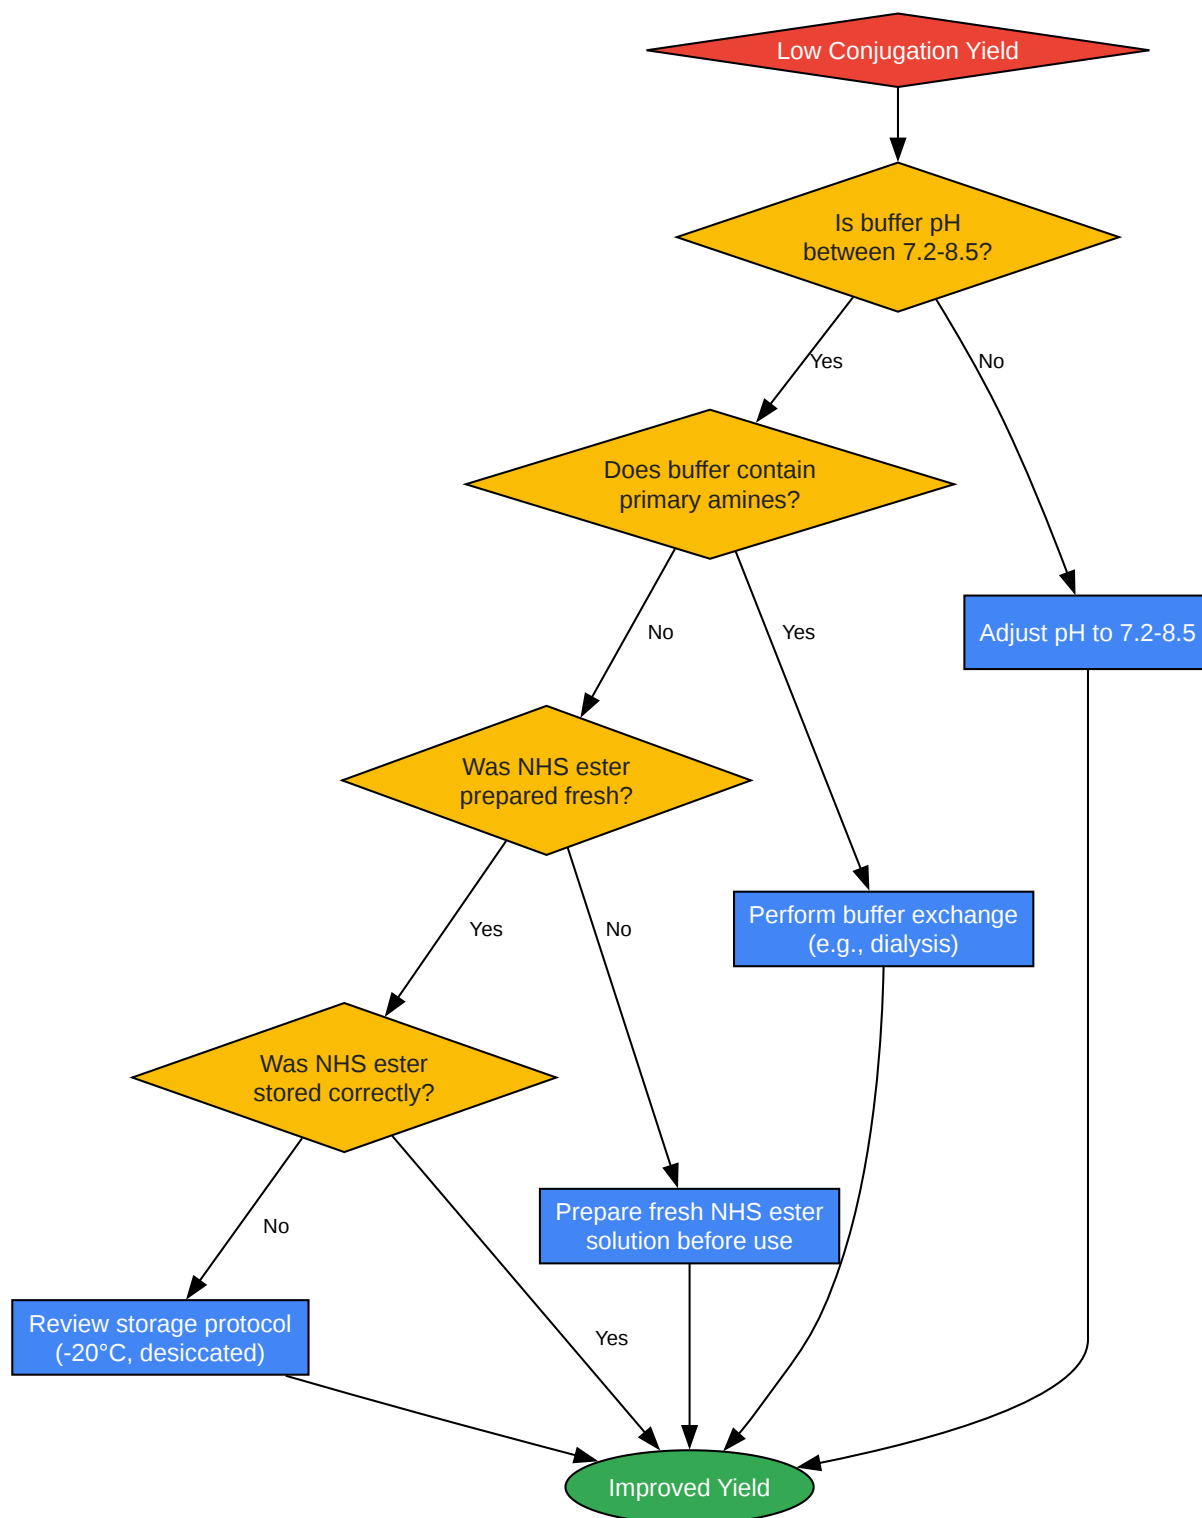 Low Conjugation Yield
Is buffer pH
between 7.2-8.5?
Yes
No
Does buffer contain
primary amines?
No
Yes
Adjust pH to 7.2-8.5
Was NHS ester
prepared fresh?
Yes
No
Perform buffer exchange
(e.g., dialysis)
Was NHS ester
stored correctly?
No
Prepare fresh NHS ester
solution before use
Review storage protocol
(-20°C, desiccated)
Yes
Improved Yield